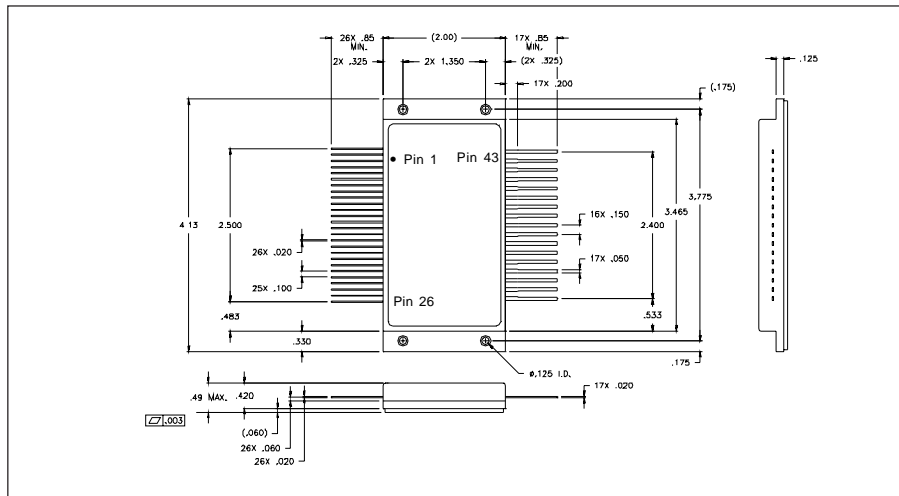 26X .85
MIN.
(2.00)
17X .85
MIN.
2X .325
2X 1.350
(2X .325)
.125
17X .200
(.175)
Pin 1
Pin 43
4.13
2.500
16X .150
2.400
3.465
3.775
26X .020
17X .050
25X .100
Pin 26
.483
.533
.330
.175
ø.125 I.D.
.49 MAX.
.420
17X .020
.003
(.060)
26X .060
26X .020